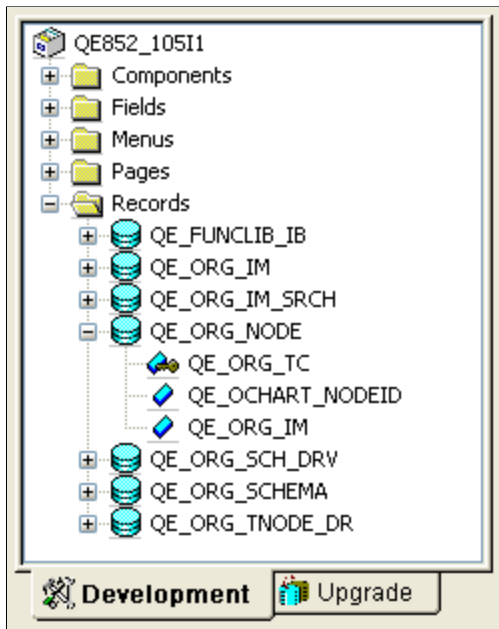 QE852_105I1
Components
Fields
Menus
Pages
Records
QE_FUNCLIB_IB
QE_ORG_IM
QE_ORG_IM_SRCH
QE_ORG_NODE
QE_ORG_TC
QE_OCHART_NODEID
QE_ORG_IM
QE_ORG_SCH_DRV
QE_ORG_SCHEMA
QE_ORG_TNODE_DR
Development Upgrade